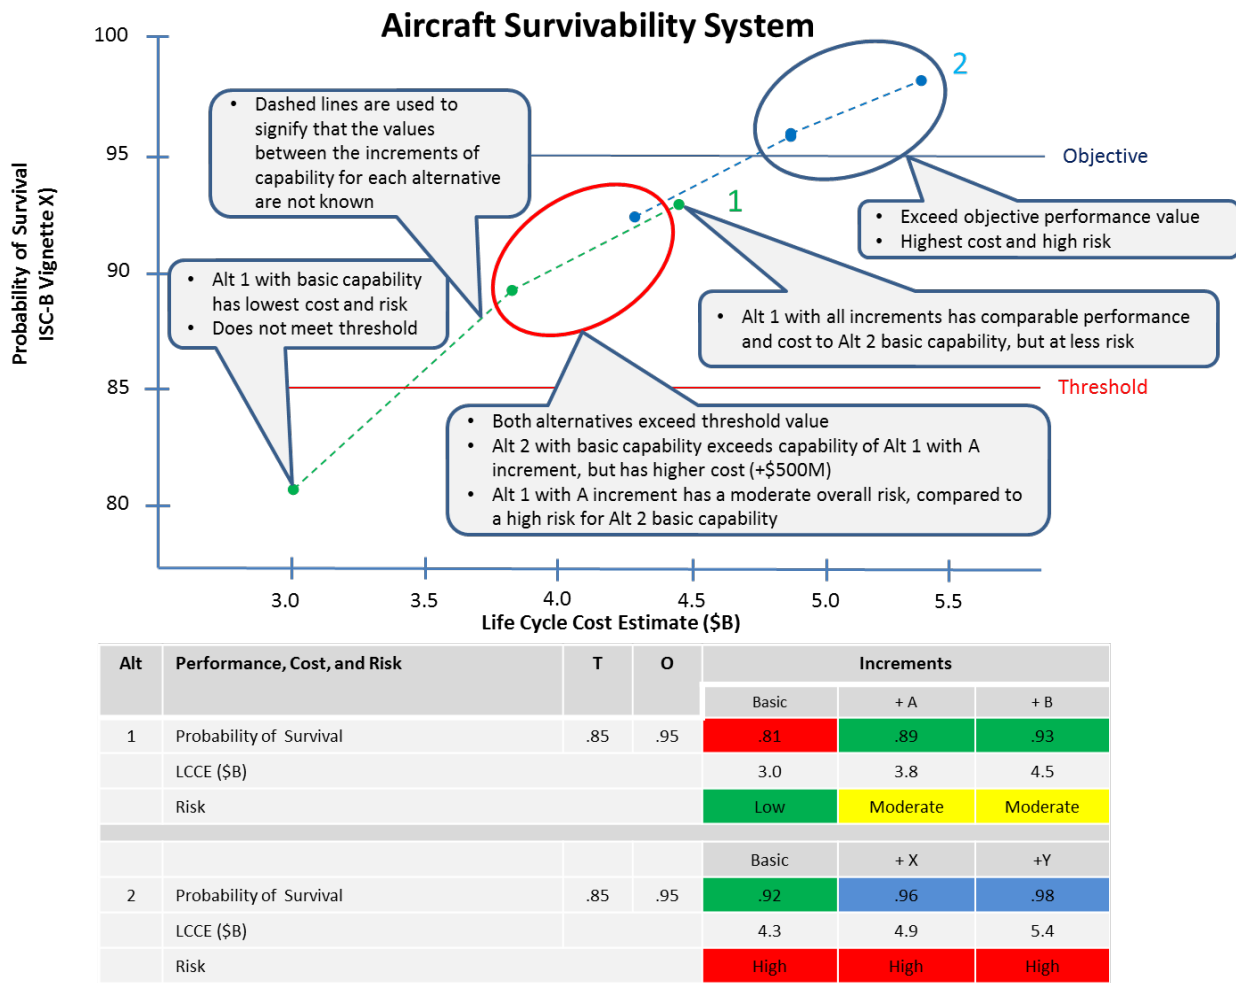 Aircraft Survivability System
Probability of Survival
ISC-B Vignette X)
100
95
90
85
80
• Dashed lines are used to
signify that the values
between the increments of
capability for each alternative
are not known
• Alt 1 with basic capability
has lowest cost and risk
• Does not meet threshold
2
1
Objective
• Exceed objective performance value
• Highest cost and high risk
• Alt 1 with all increments has comparable performance
and cost to Alt 2 basic capability, but at less risk
Threshold
• Both alternatives exceed threshold value
• Alt 2 with basic capability exceeds capability of Alt 1 with A
increment, but has higher cost (+$500M)
• Alt 1 with A increment has a moderate overall risk, compared to
a high risk for Alt 2 basic capability
3.0 3.5 4.0 4.5 5.0 5.5
Life Cycle Cost Estimate ($B)
Alt Performance, Cost, and Risk T O Increments
Basic + A + B
1 Probability of Survival .85 .95 .81 .89 .93
LCCE ($B) 3.0 3.8 4.5
Risk Low Moderate Moderate
Basic + X +Y
2 Probability of Survival .85 .95 .92 .96 .98
LCCE ($B) 4.3 4.9 5.4
Risk High High High